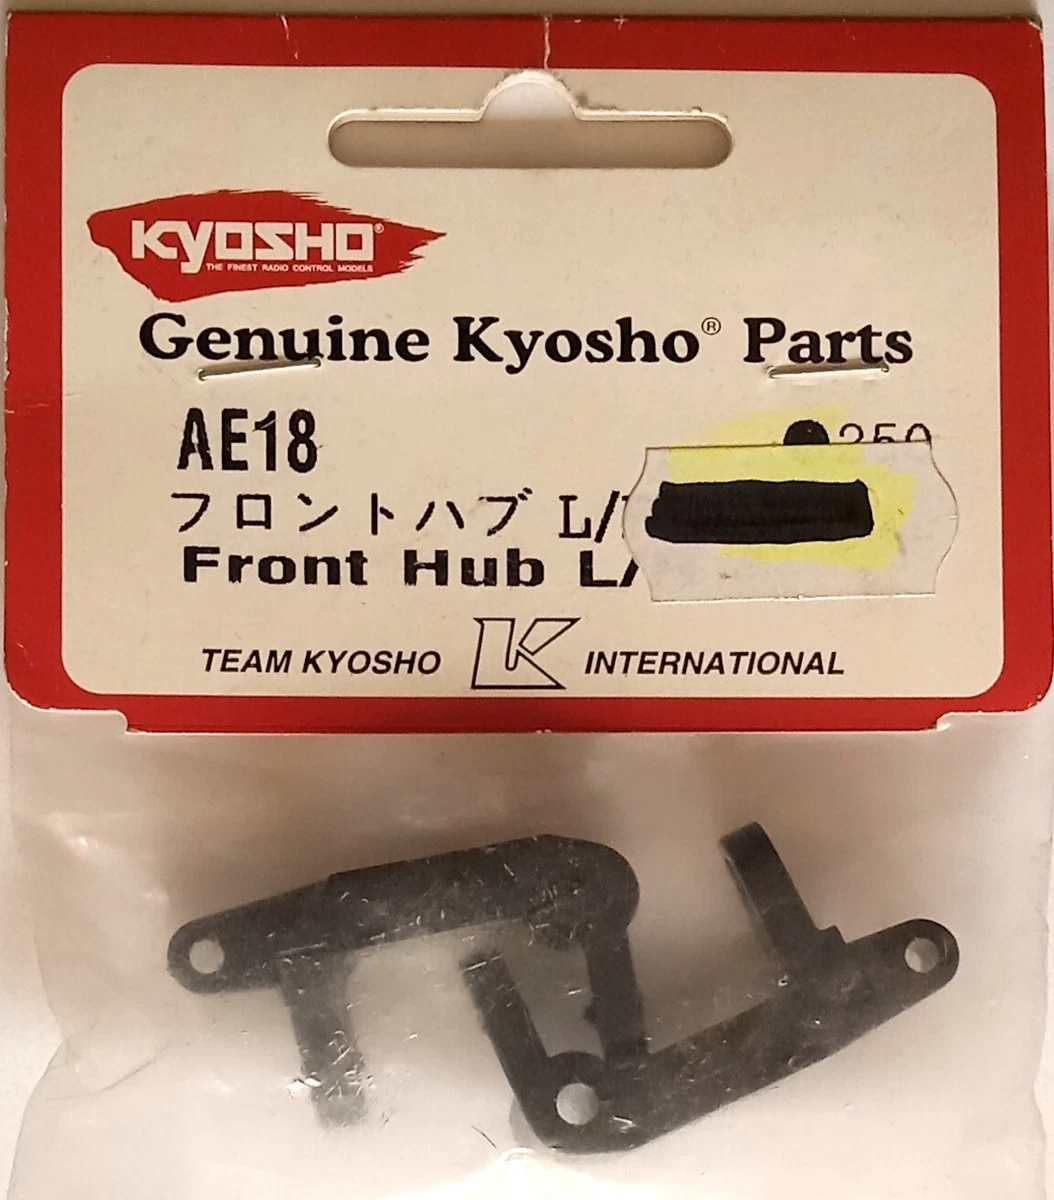 KYOSHO®
THE FINEST RADIO CONTROL MODELS
Genuine Kyosho® Parts
AE18
●250
フロントハブ L/
Front Hub L/
TEAM KYOSHO K INTERNATIONAL